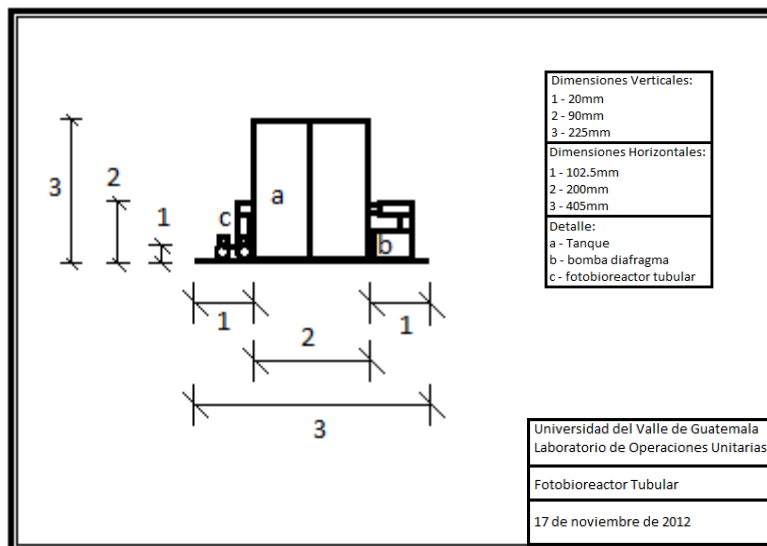 3
2
1
c
a
b
1
2
1
3
Dimensiones Verticales:
1 - 20mm
2 - 90mm
3 - 225mm
Dimensiones Horizontales:
1 - 102.5mm
2 - 200mm
3 - 405mm
Detalle:
a - Tanque
b - bomba diafragma
c - fotobioreactor tubular
Universidad del Valle de Guatemala
Laboratorio de Operaciones Unitarias
Fotobioreactor Tubular
17 de noviembre de 2012